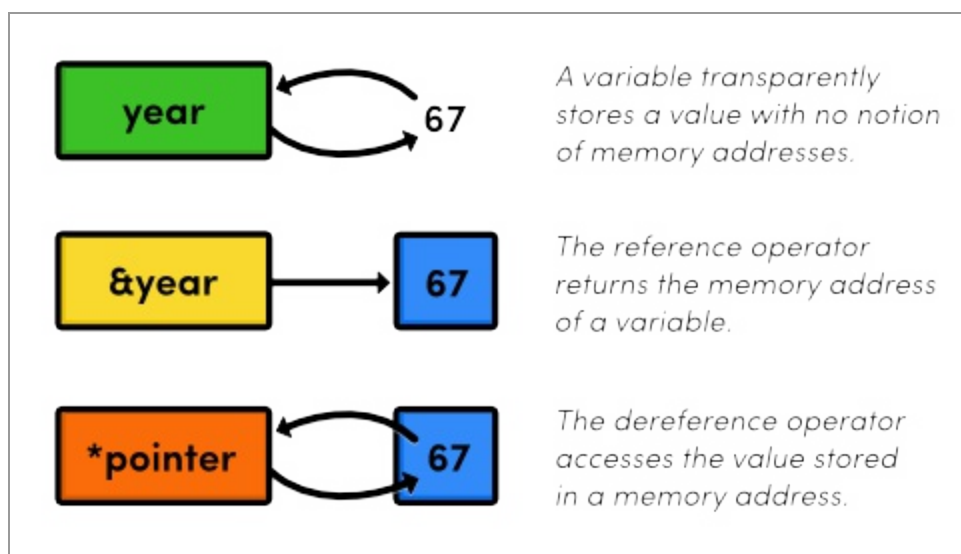 year
67
A variable transparently
stores a value with no notion
of memory addresses.
&year
67
The reference operator
returns the memory address
of a variable.
*pointer
67
The dereference operator
accesses the value stored
in a memory address.